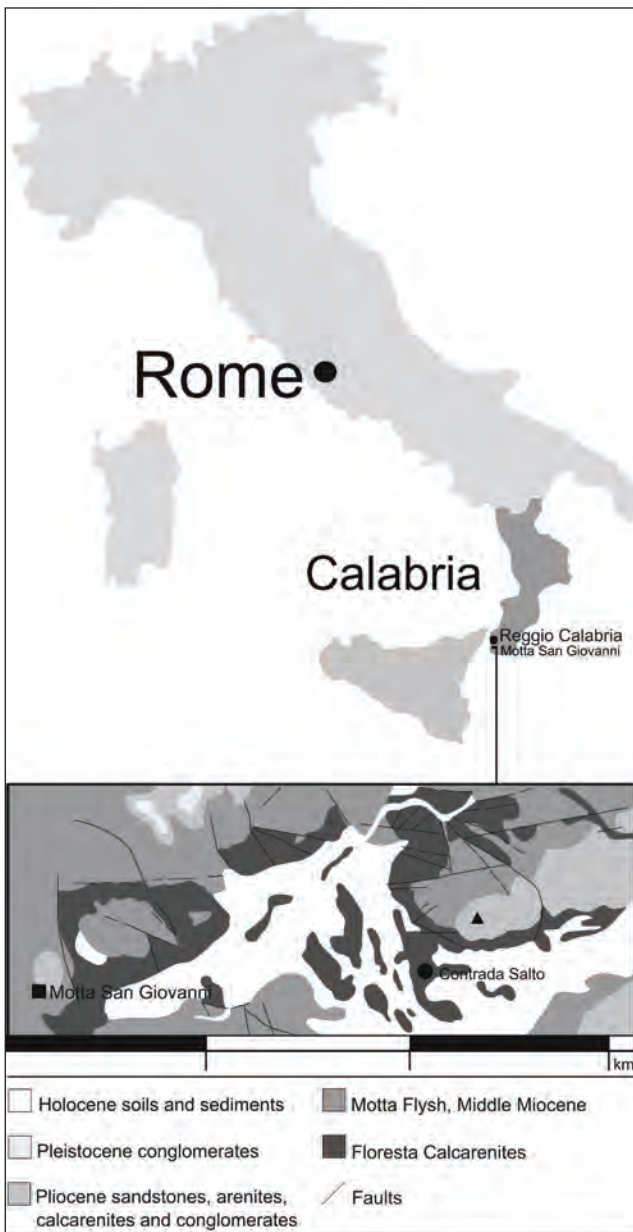 Rome
Calabria
Reggio Calabria
Motta San Giovanni
Contrada Salto
Motta San Giovanni
km
Holocene soils and sediments
Motta Flysh, Middle Miocene
Pleistocene conglomerates
Floresta Calcarenites
Pliocene sandstones, arenites,
calcarenites and conglomerates
Faults